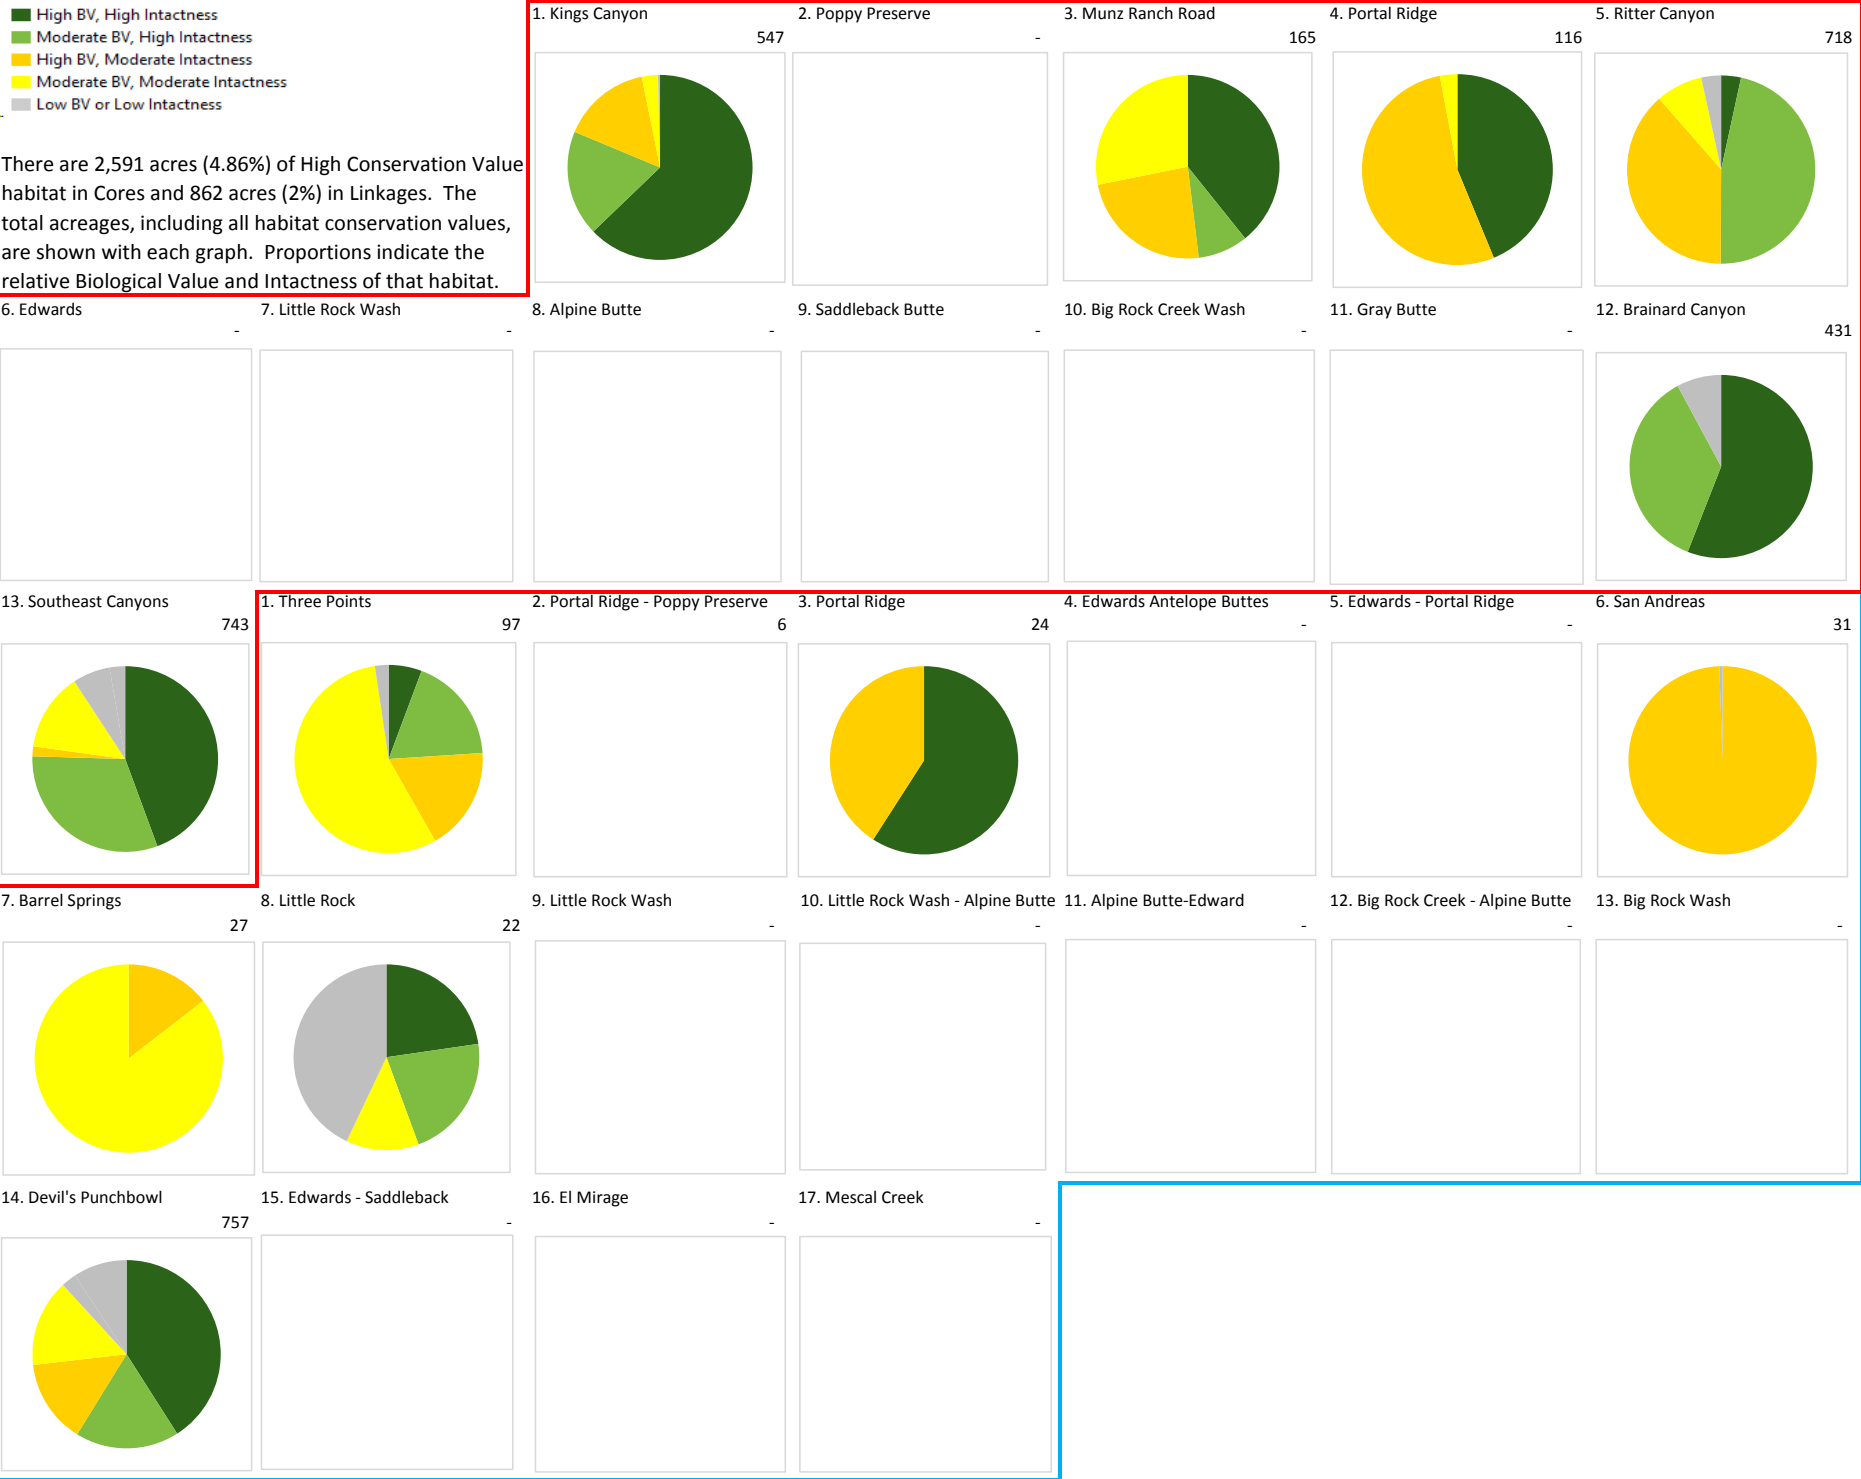 High BV, High Intactness
Moderate BV, High Intactness
High BV, Moderate Intactness
Moderate BV, Moderate Intactness
Low BV or Low Intactness
There are 2,591 acres (4.86%) of High Conservation Value
habitat in Cores and 862 acres (2%) in Linkages. The
total acreages, including all habitat conservation values,
are shown with each graph. Proportions indicate the
relative Biological Value and Intactness of that habitat.
1. Kings Canyon
547
2. Poppy Preserve
-
3. Munz Ranch Road
165
4. Portal Ridge
116
5. Ritter Canyon
718
6. Edwards
-
7. Little Rock Wash
-
8. Alpine Butte
-
9. Saddleback Butte
-
10. Big Rock Creek Wash
-
11. Gray Butte
-
12. Brainard Canyon
431
13. Southeast Canyons
743
1. Three Points
97
2. Portal Ridge - Poppy Preserve
6
3. Portal Ridge
24
4. Edwards Antelope Buttes
-
5. Edwards - Portal Ridge
-
6. San Andreas
31
7. Barrel Springs
27
8. Little Rock
22
9. Little Rock Wash
-
10. Little Rock Wash - Alpine Butte
-
11. Alpine Butte-Edward
-
12. Big Rock Creek - Alpine Butte
-
13. Big Rock Wash
-
14. Devil's Punchbowl
757
15. Edwards - Saddleback
-
16. El Mirage
-
17. Mescal Creek
-